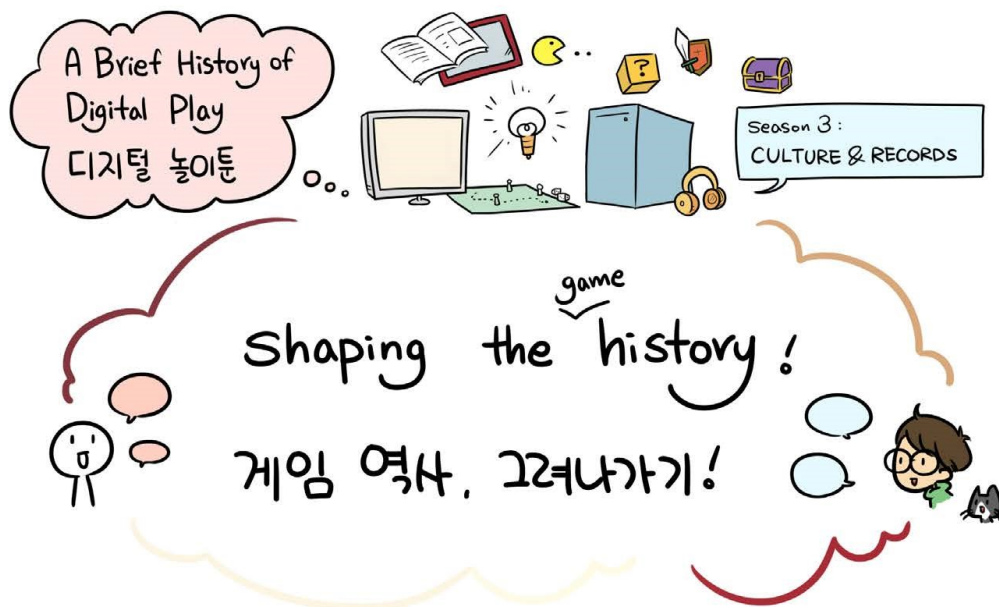 A Brief History of
Digital Play
디지털 놀이툰
?
Season 3:
CULTURE & RECORDS
game
Shaping the history!
게임 역사, 그려나가기!